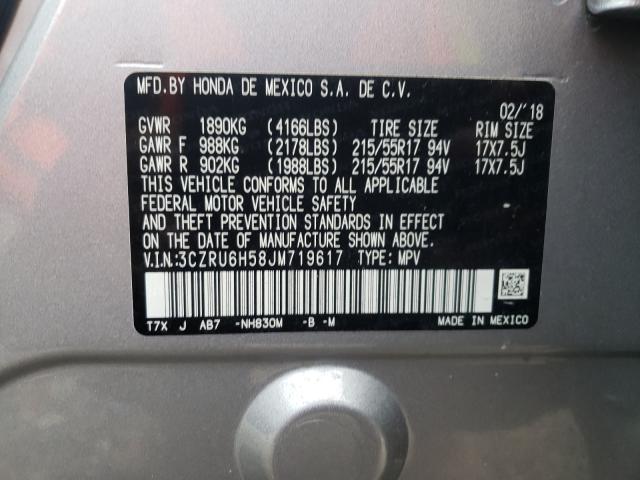 MFD.BY HONDA DE MEXICO S.A. DE C.V.
02/'18
GVWR 1890KG (4166LBS) TIRE SIZE RIM SIZE
GAWR F 988KG (2178LBS) 215/55R17 94V 17X7.5J
GAWR R 902KG (1988LBS) 215/55R17 94V 17X7.5J
THIS VEHICLE CONFORMS TO ALL APPLICABLE
FEDERAL MOTOR VEHICLE SAFETY
AND THEFT PREVENTION STANDARDS IN EFFECT
ON THE DATE OF MANUFACTURE SHOWN ABOVE.
V.I.N.:3CZRU6H58JM719617 TYPE: MPV
T7X J AB7 -NH830M -B -M MADE IN MEXICO